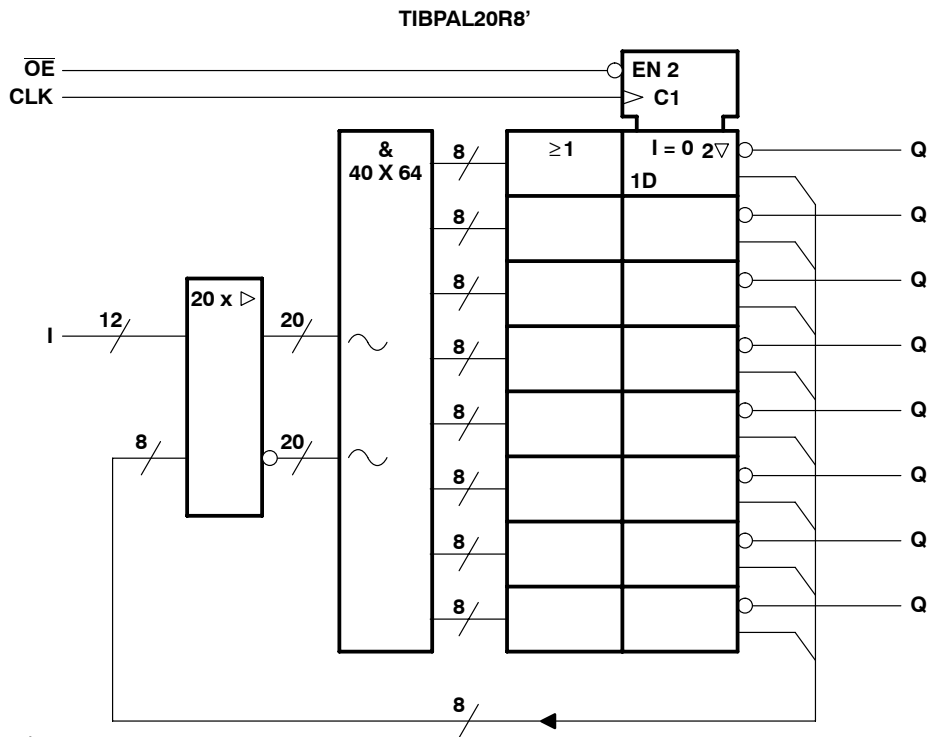 TIBPAL20R8’
O̅E̅
EN 2
CLK
C1
&
40 X 64
8
≥1
I = 0 2▽
Q
1D
8
Q
8
Q
20 x ▷
I
12
20
8
Q
8
Q
8
20
8
Q
8
Q
8
Q
8